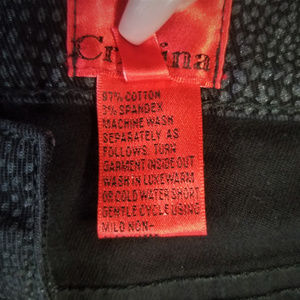 97% COTTON
3% SPANDEX
MACHINE WASH
SEPARATELY AS
FOLLOWS. TURN
GARMENT INSIDE OUT
WASH IN LUXEWARM
OR COLD WATER SHORT
GENTLE CYCLE USING
MILD NON-